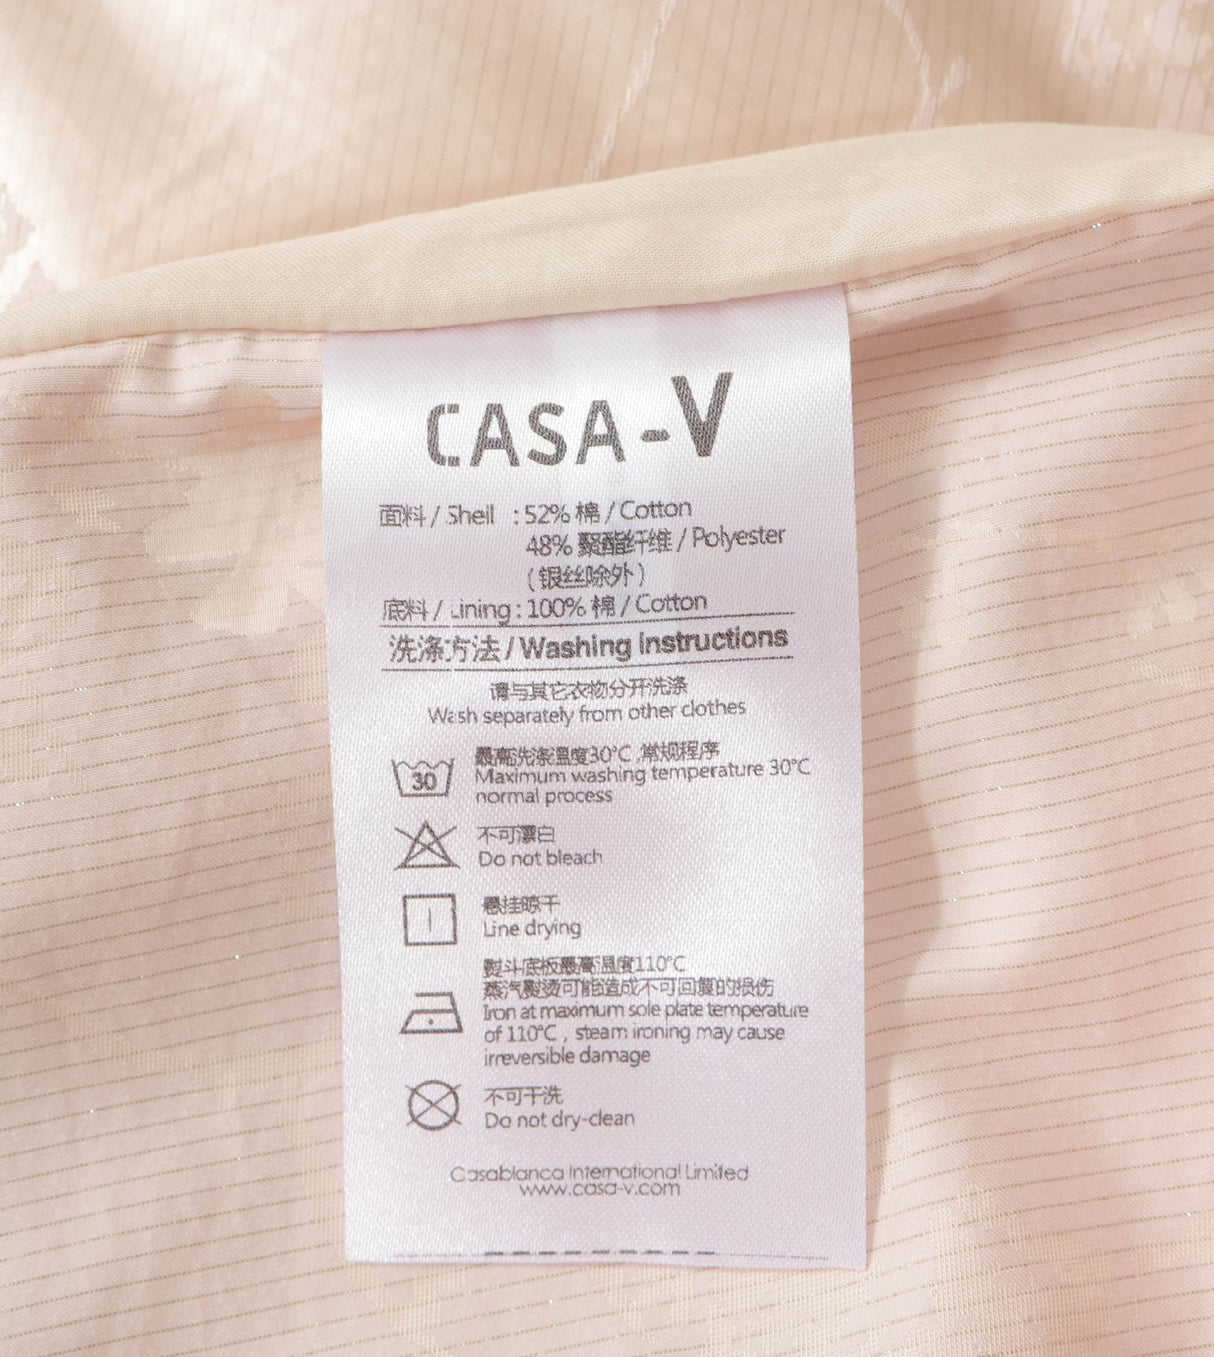 CASA-V
面料 / Shell : 52% 棉 / Cotton
48% 聚酯纤维 / Polyester
(银丝除外)
底料 / Lining : 100% 棉 / Cotton
洗涤方法 / Washing instructions
请与其它衣物分开洗涤
Wash separately from other clothes
30
最高洗涤温度30°C ,常规程序
Maximum washing temperature 30°C
normal process
不可漂白
Do not bleach
悬挂晾干
Line drying
熨斗底板最高温度110°C
蒸汽熨烫可能造成不可回复的损伤
Iron at maximum sole plate temperature
of 110°C , steam ironing may cause
irreversible damage
不可干洗
Do not dry-clean
Casablanca International Limited
www.casa-v.com